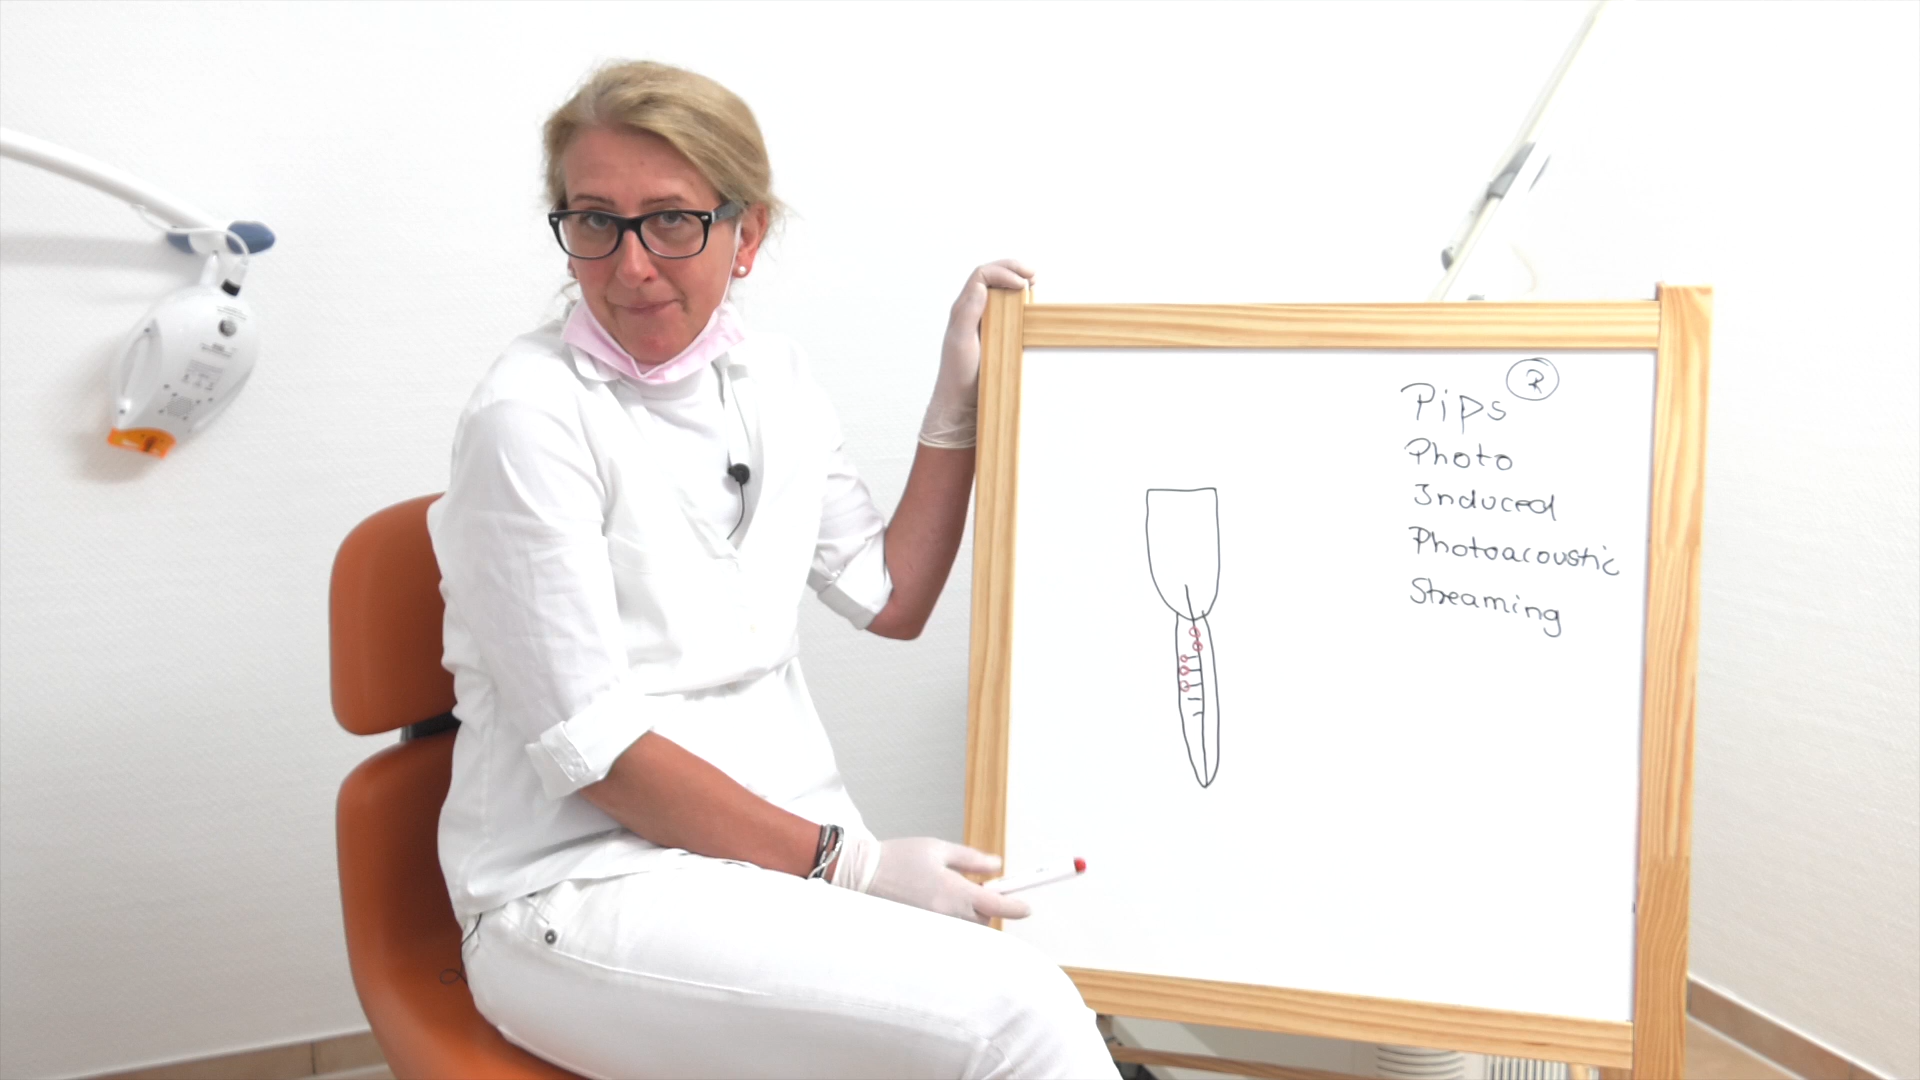 Pips ®
Photo
Induced
Photoacoustic
Streaming